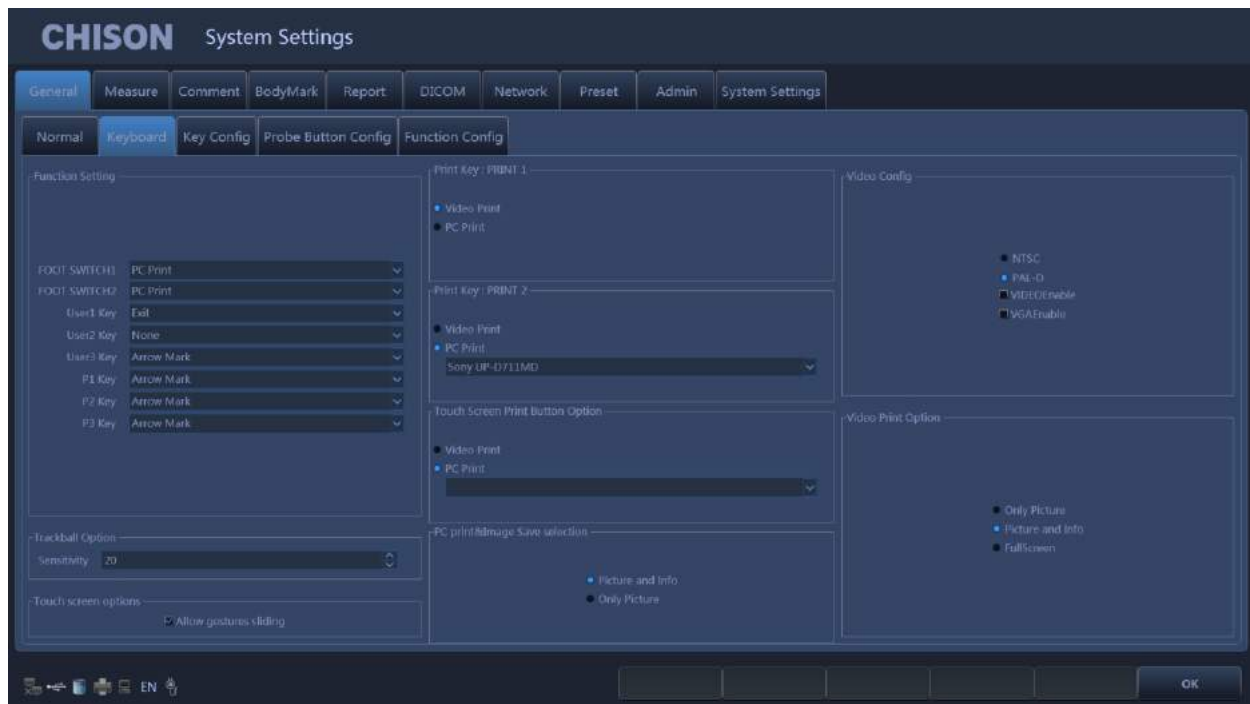 CHISON System Settings
General Measure Comment BodyMark Report DICOM Network Preset Admin System Settings
Normal Keyboard Key Config Probe Button Config Function Config
Function Setting
FOOT SWITCH1 PC Print
FOOT SWITCH2 PC Print
User1 Key Exit
User2 Key None
User3 Key Arrow Mark
P1 Key Arrow Mark
P2 Key Arrow Mark
P3 Key Arrow Mark
Trackball Option
Sensitivity 20
Touch screen options
Allow gostures sliding
Print Key : PRINT 1
Video Print
PC Print
Print Key : PRINT 2
Video Print
PC Print
Sony UP-D711MD
Touch Screen Print Button Option
Video Print
PC Print
PC print&Image Save selection
Picture and Info
Only Picture
Video Config
NTSC
PAL-D
VIDEOEnable
VGAEnable
Video Print Option
Only Picture
Picture and Info
FullScreen
EN
OK